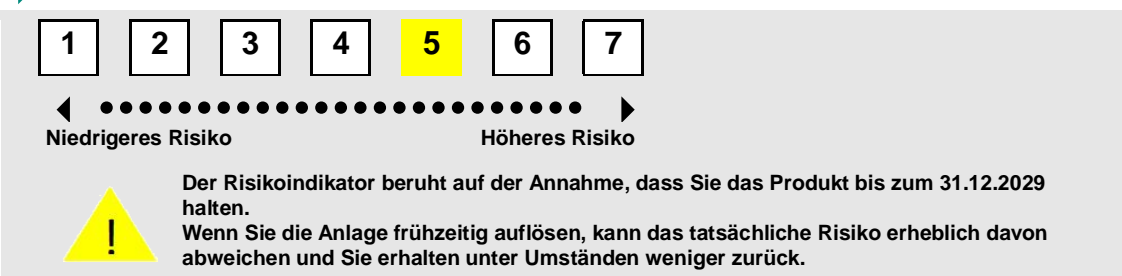 1 2 3 4 5 6 7
Niedrigeres Risiko Höheres Risiko
Der Risikoindikator beruht auf der Annahme, dass Sie das Produkt bis zum 31.12.2029
halten.
Wenn Sie die Anlage frühzeitig auflösen, kann das tatsächliche Risiko erheblich davon
! abweichen und Sie erhalten unter Umständen weniger zurück.